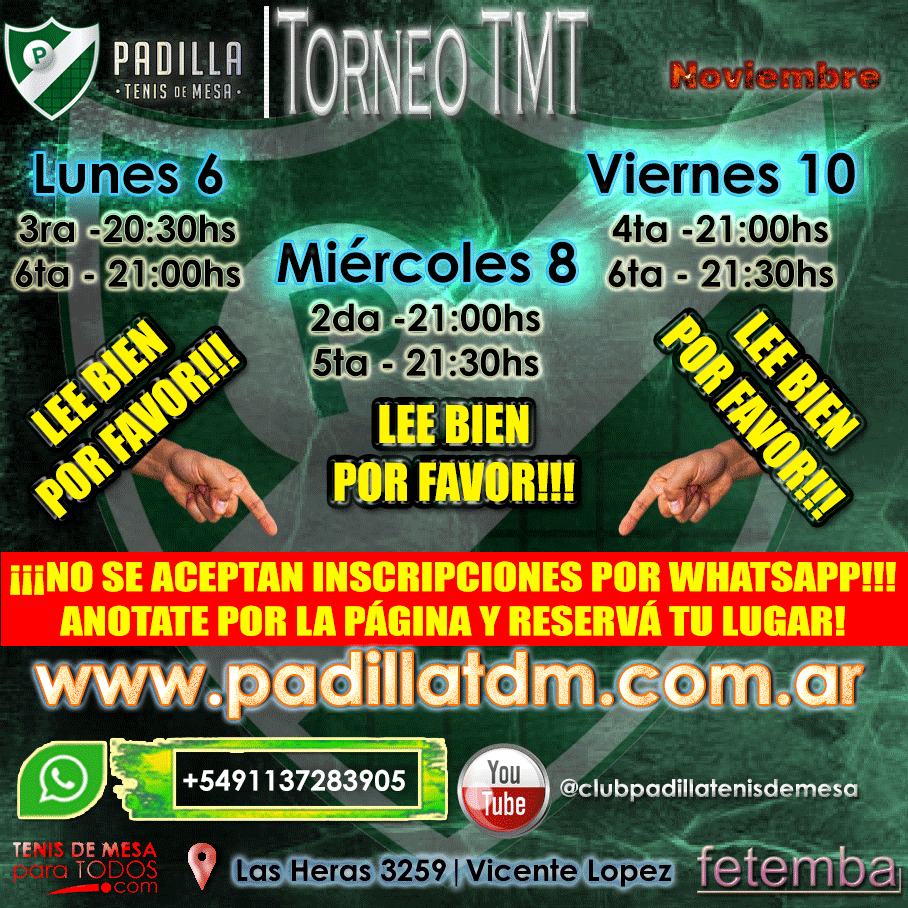 P
PADILLA
· TENIS DE MESA ·
TORNEO TMT
Noviembre
Lunes 6
3ra -20:30hs
6ta - 21:00hs
Miércoles 8
2da -21:00hs
5ta - 21:30hs
Viernes 10
4ta -21:00hs
6ta - 21:30hs
LEE BIEN
POR FAVOR!!!
LEE BIEN
POR FAVOR!!!
LEE BIEN
POR FAVOR!!!
¡¡¡NO SE ACEPTAN INSCRIPCIONES POR WHATSAPP!!!
ANOTATE POR LA PÁGINA Y RESERVÁ TU LUGAR!
www.padillatdm.com.ar
+5491137283905
You
Tube
@clubpadillatenisdemesa
TENIS DE MESA
para TODOS
.com
Las Heras 3259|Vicente Lopez
fetemba